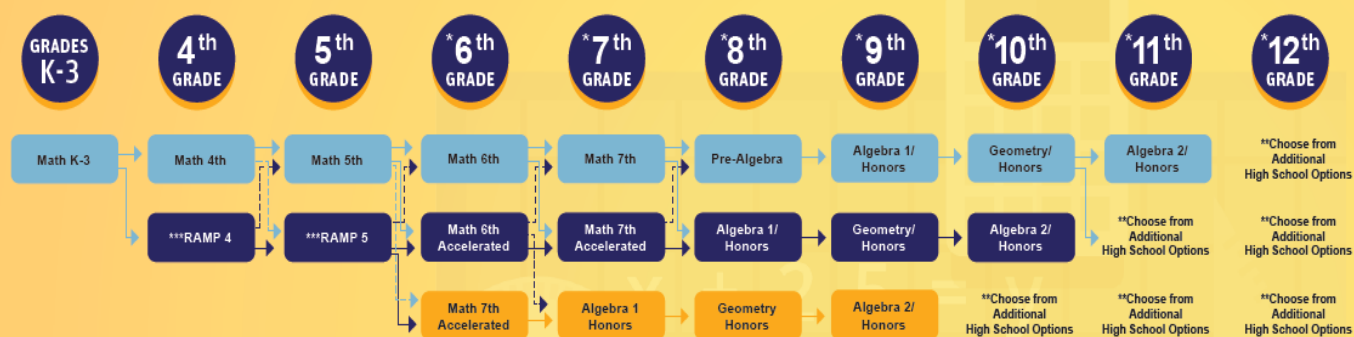 GRADES
K-3
4th
GRADE
5th
GRADE
*6th
GRADE
*7th
GRADE
*8th
GRADE
*9th
GRADE
*10th
GRADE
*11th
GRADE
*12th
GRADE
Math K-3
Math 4th
Math 5th
Math 6th
Math 7th
Pre-Algebra
Algebra 1/
Honors
Geometry/
Honors
Algebra 2/
Honors
**Choose from
Additional
High School Options
***RAMP 4
***RAMP 5
Math 6th
Accelerated
Math 7th
Accelerated
Algebra 1/
Honors
Geometry/
Honors
Algebra 2/
Honors
**Choose from
Additional
High School Options
**Choose from
Additional
High School Options
Math 7th
Accelerated
Algebra 1
Honors
Geometry
Honors
Algebra 2/
Honors
**Choose from
Additional
High School Options
**Choose from
Additional
High School Options
**Choose from
Additional
High School Options